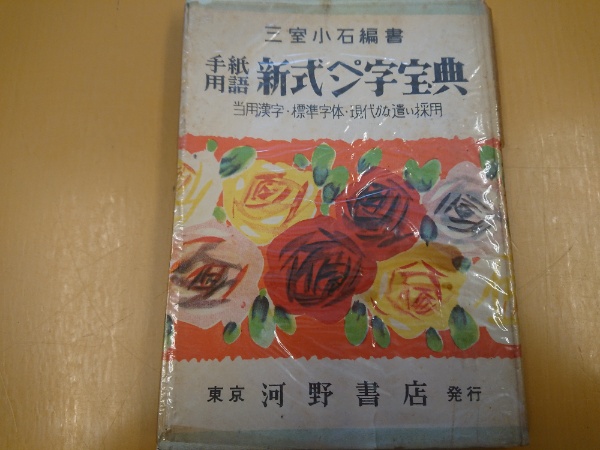 三室小石編書
手紙用語 新式ペン字宝典
当用漢字・標準字体・現代かな遣い採用
東京 河野書店 発行